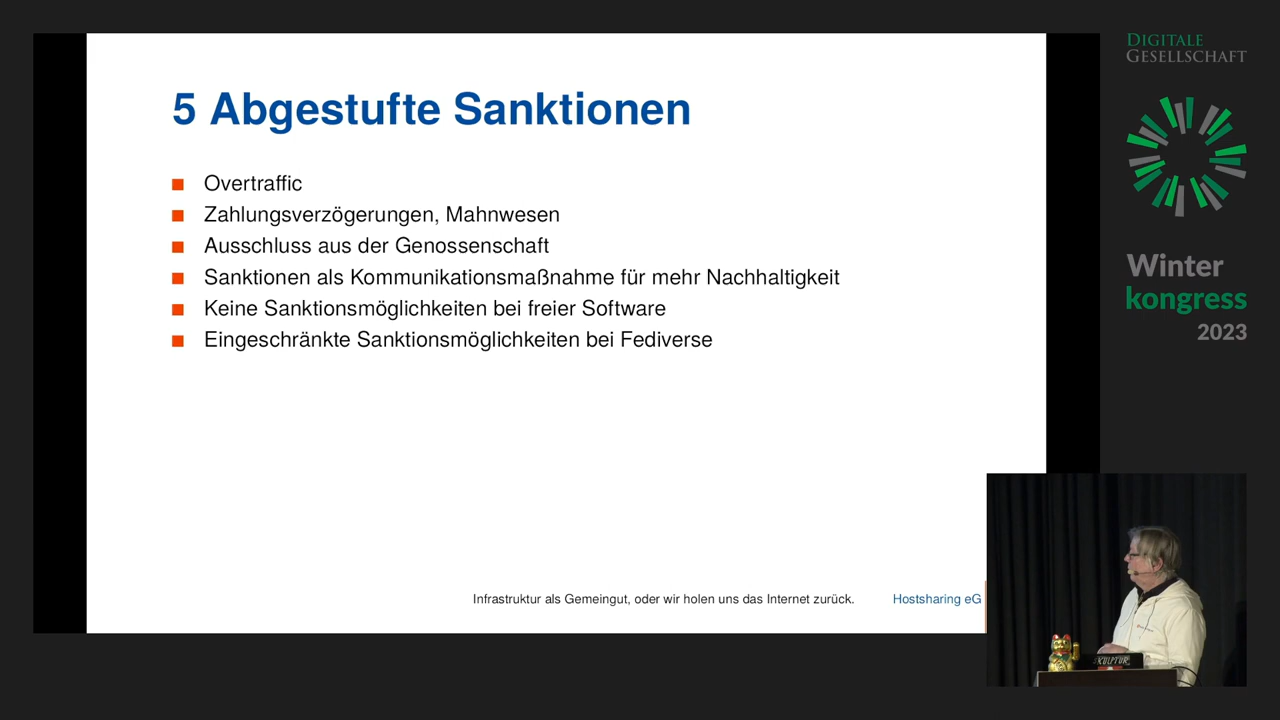 5 Abgestufte Sanktionen
Overtraffic
Zahlungsverzögerungen, Mahnwesen
Ausschluss aus der Genossenschaft
Sanktionen als Kommunikationsmaßnahme für mehr Nachhaltigkeit
Keine Sanktionsmöglichkeiten bei freier Software
Eingeschränkte Sanktionsmöglichkeiten bei Fediverse
Infrastruktur als Gemeingut, oder wir holen uns das Internet zurück.
Hostsharing eG
DIGITALE
GESELLSCHAFT
Winter
kongress
2023
SKULPTUR